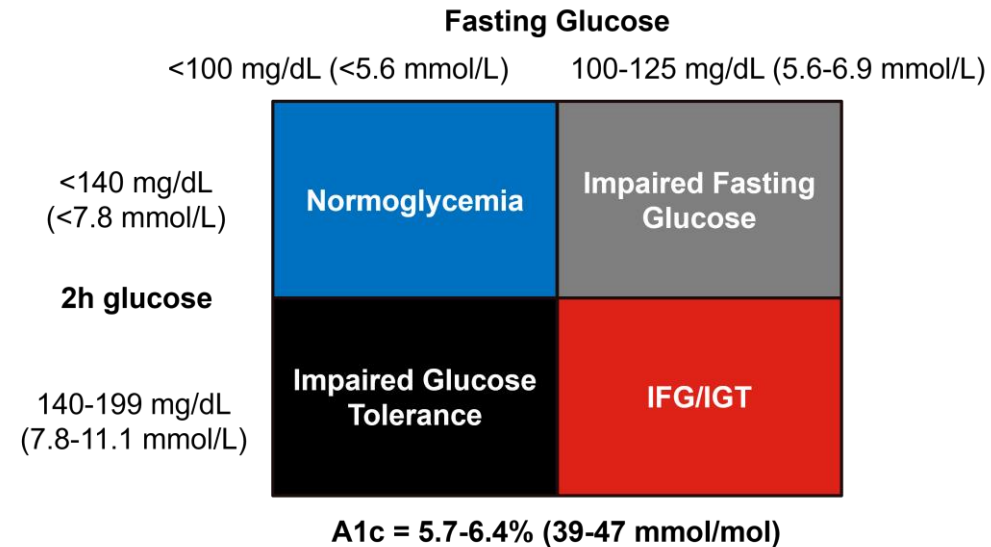 Fasting Glucose
<100 mg/dL (<5.6 mmol/L) 100-125 mg/dL (5.6-6.9 mmol/L)
<140 mg/dL
(<7.8 mmol/L)
Normoglycemia
Impaired Fasting
Glucose
2h glucose
140-199 mg/dL
(7.8-11.1 mmol/L)
Impaired Glucose
Tolerance
IFG/IGT
A1c = 5.7-6.4% (39-47 mmol/mol)